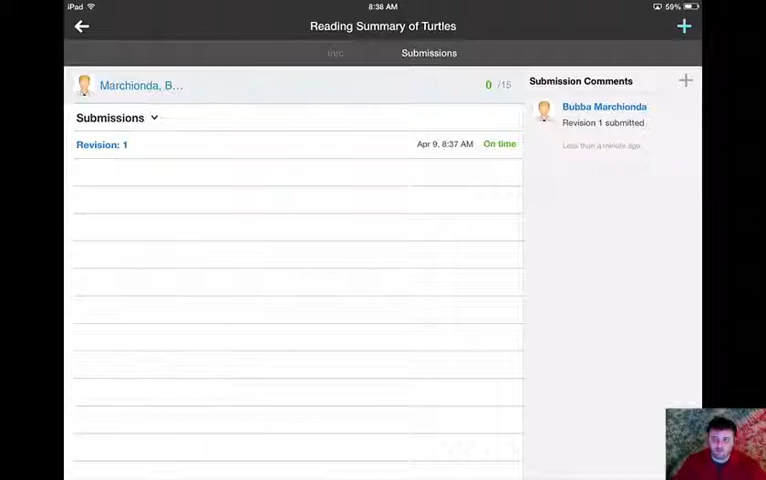 iPad 8:38 AM 59%
Reading Summary of Turtles
Info Submissions
Marchionda, B... 0 /15
Submissions
Revision: 1 Apr 9, 8:37 AM On time
Submission Comments
Bubba Marchionda
Revision 1 submitted
Less than a minute ago